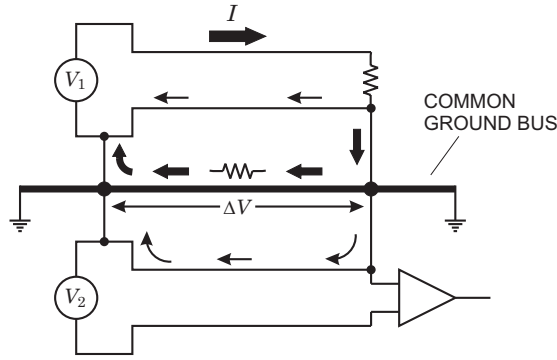 I
V₁
COMMON
GROUND BUS
ΔV
V₂